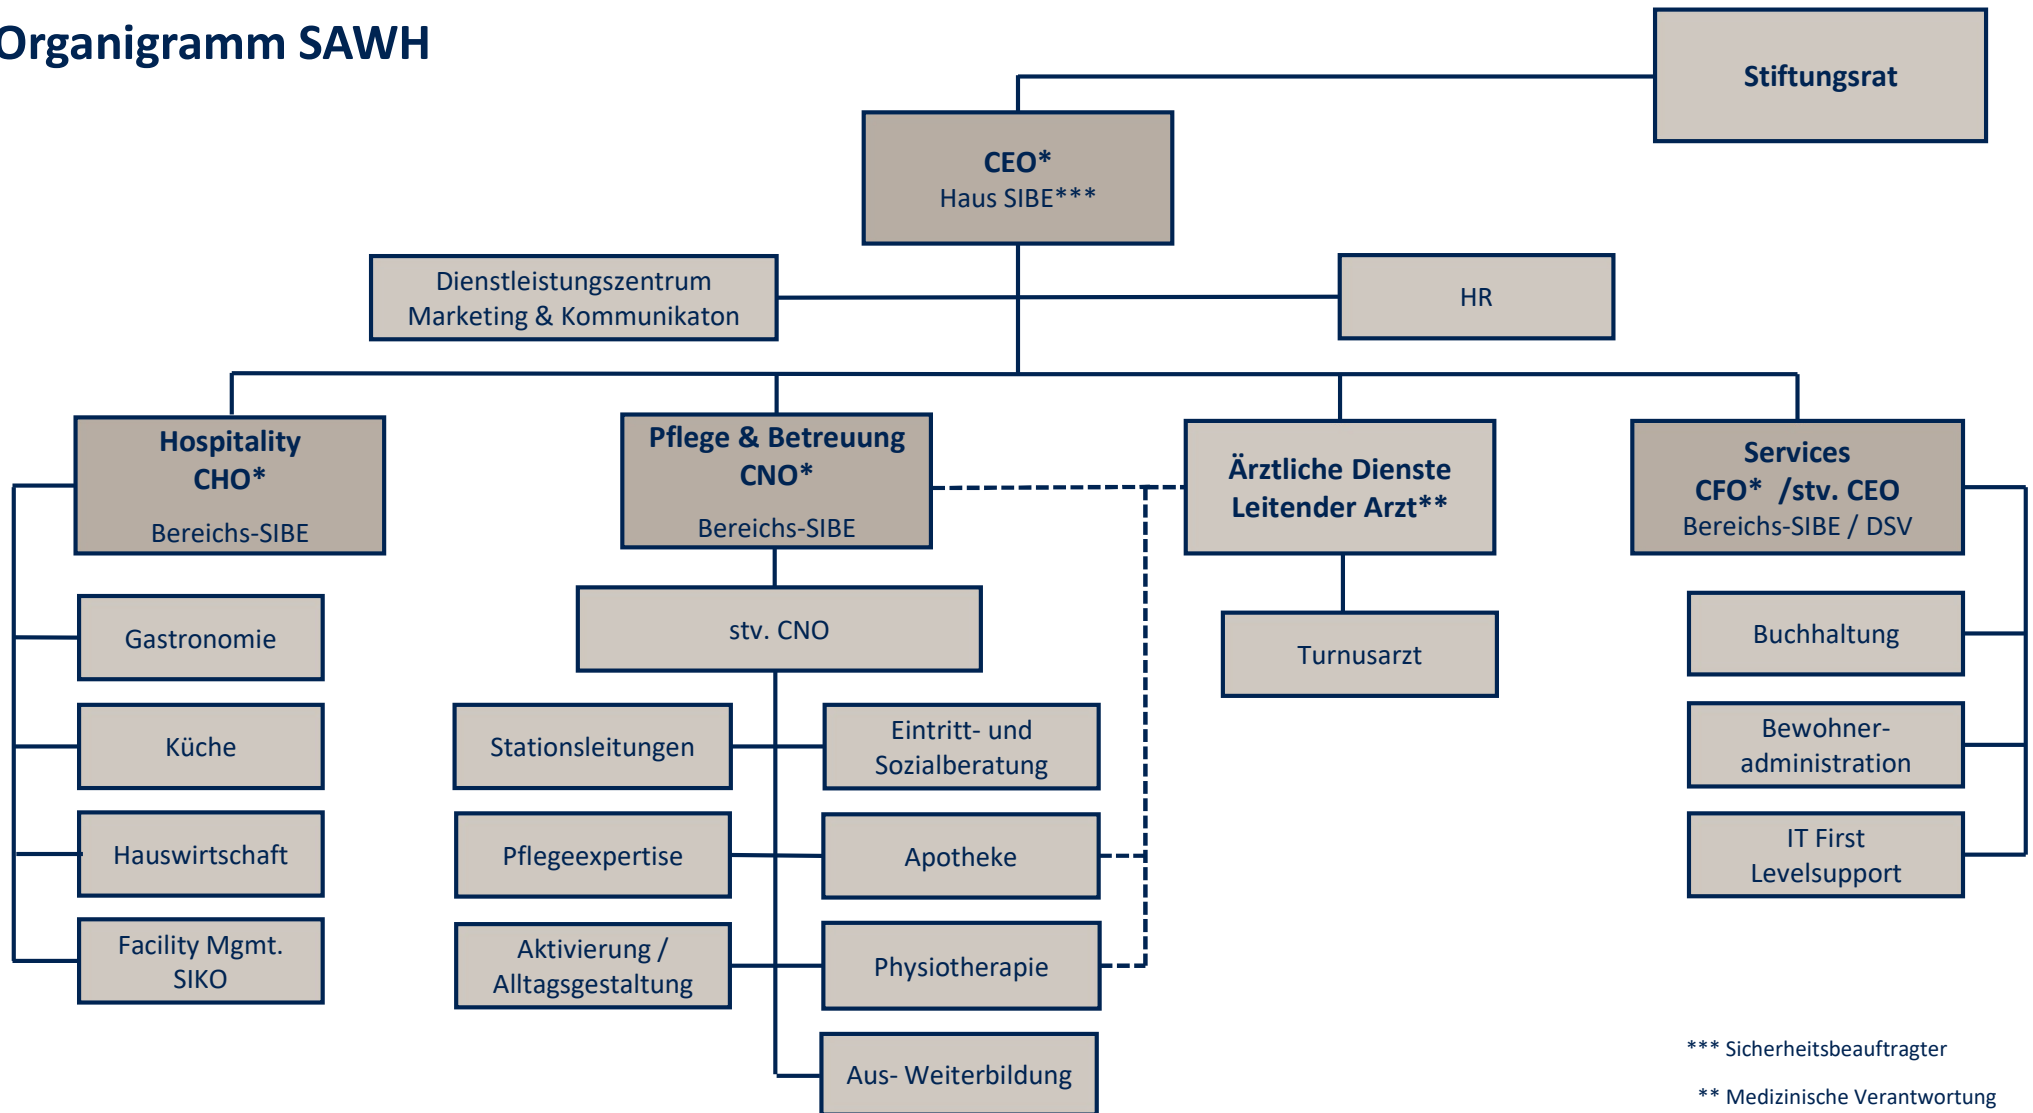 Organigramm SAWH
Stiftungsrat
CEO*
Haus SIBE***
Dienstleistungszentrum
Marketing & Kommunikaton
HR
Hospitality
CHO*
Bereichs-SIBE
Pflege & Betreuung
CNO*
Bereichs-SIBE
Ärztliche Dienste
Leitender Arzt**
Services
CFO* /stv. CEO
Bereichs-SIBE / DSV
Gastronomie
Küche
Hauswirtschaft
Facility Mgmt.
SIKO
stv. CNO
Stationsleitungen
Eintritt- und
Sozialberatung
Pflegeexpertise
Apotheke
Aktivierung /
Alltagsgestaltung
Physiotherapie
Aus- Weiterbildung
Turnusarzt
Buchhaltung
Bewohner-
administration
IT First
Levelsupport
*** Sicherheitsbeauftragter
** Medizinische Verantwortung